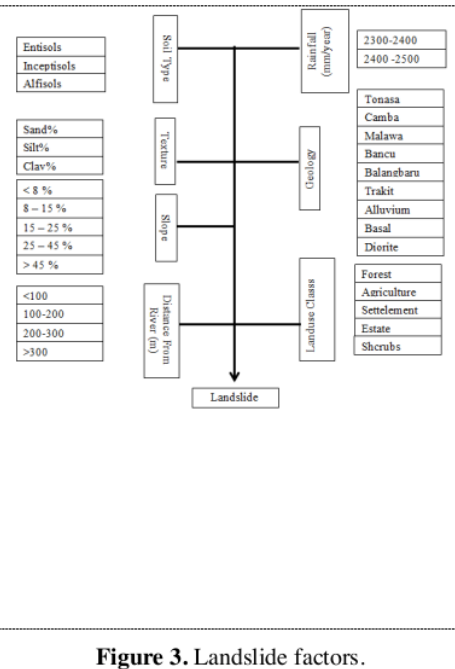 Entisols
Inceptisols
Alfisols
Soil Type
Rainfall
(mm/year)
2300-2400
2400 -2500
Sand%
Silt%
Clav%
Texture
Geology
Tonasa
Camba
Malawa
Bancu
Balangbaru
Trakit
Alluvium
Basal
Diorite
< 8 %
8 – 15 %
15 – 25 %
25 – 45 %
> 45 %
Slope
<100
100-200
200-300
>300
Distance From
River (m)
Landuse Classs
Forest
Agriculture
Settelement
Estate
Shcrubs
Landslide
Figure 3. Landslide factors.